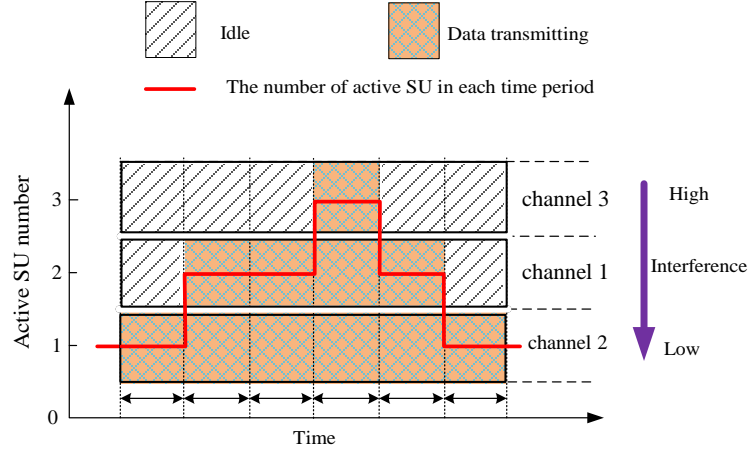 Idle
Data transmitting
The number of active SU in each time period
Active SU number
3
2
1
0
channel 3
channel 1
channel 2
High
Interference
Low
Time